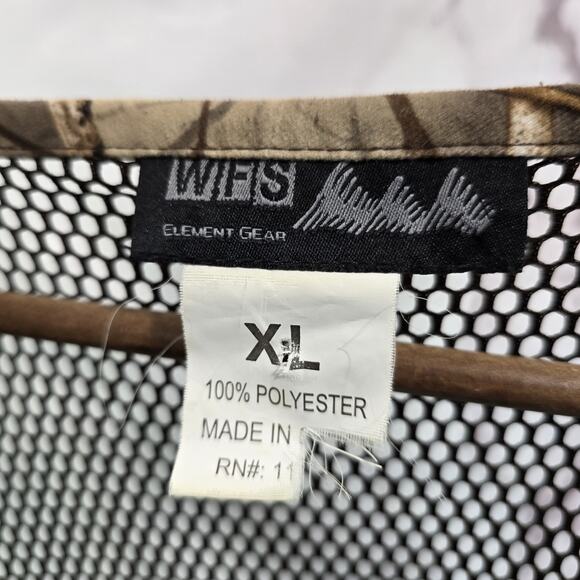 WFS
ELEMENT GEAR
XL
100% POLYESTER
MADE IN
RN#: 11